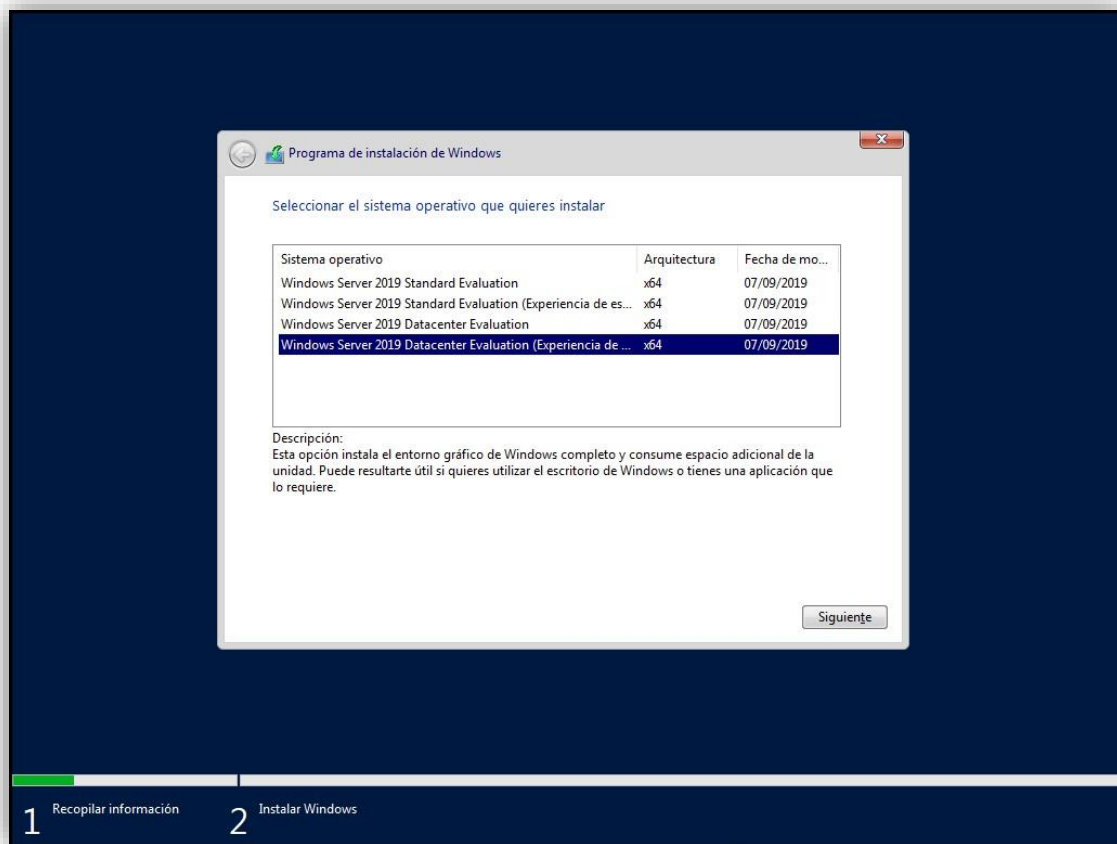 Programa de instalación de Windows
Seleccionar el sistema operativo que quieres instalar
Sistema operativo Arquitectura Fecha de mo...
Windows Server 2019 Standard Evaluation x64 07/09/2019
Windows Server 2019 Standard Evaluation (Experiencia de es... x64 07/09/2019
Windows Server 2019 Datacenter Evaluation x64 07/09/2019
Windows Server 2019 Datacenter Evaluation (Experiencia de ... x64 07/09/2019
Descripción:
Esta opción instala el entorno gráfico de Windows completo y consume espacio adicional de la
unidad. Puede resultarte útil si quieres utilizar el escritorio de Windows o tienes una aplicación que
lo requiere.
Siguiente
1 Recopilar información 2 Instalar Windows